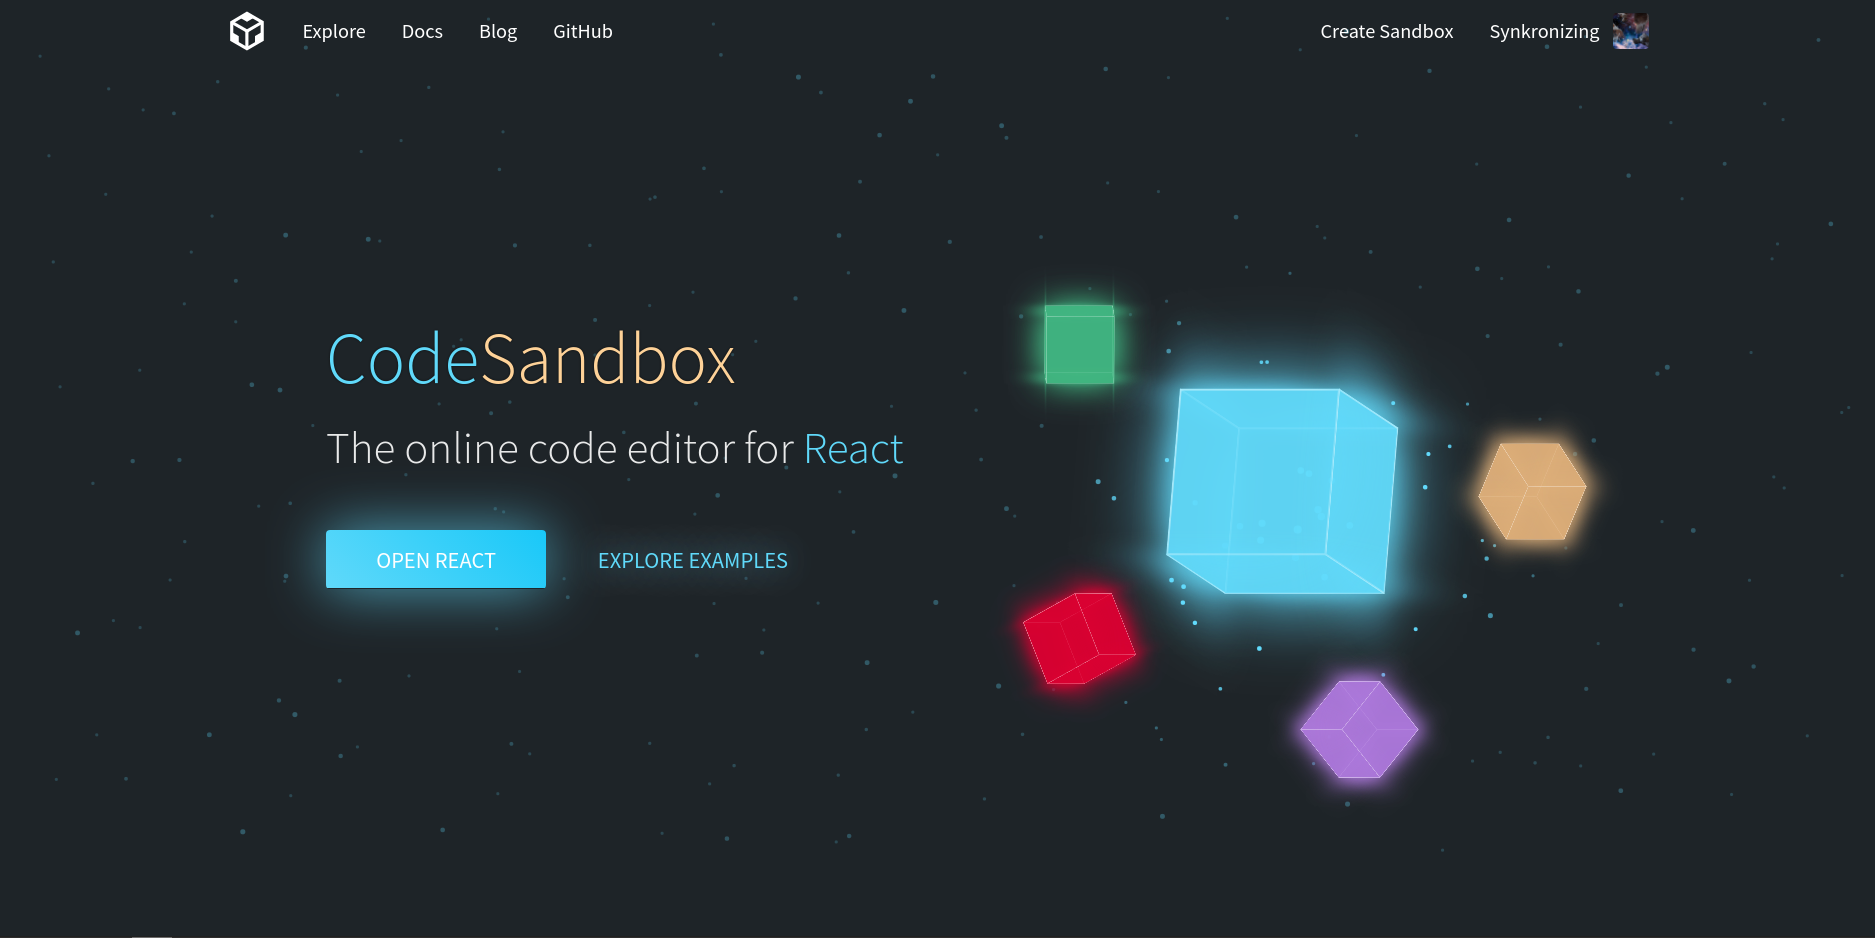 Explore Docs Blog GitHub Create Sandbox Synkronizing
CodeSandbox
The online code editor for React
OPEN REACT EXPLORE EXAMPLES